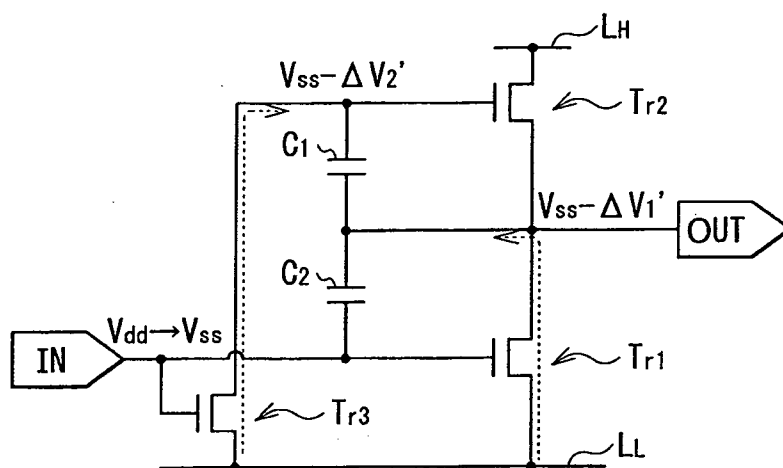 LH
Vss-ΔV2'
Tr2
C1
Vss-ΔV1'
OUT
C2
Vdd→Vss
IN
Tr1
Tr3
LL